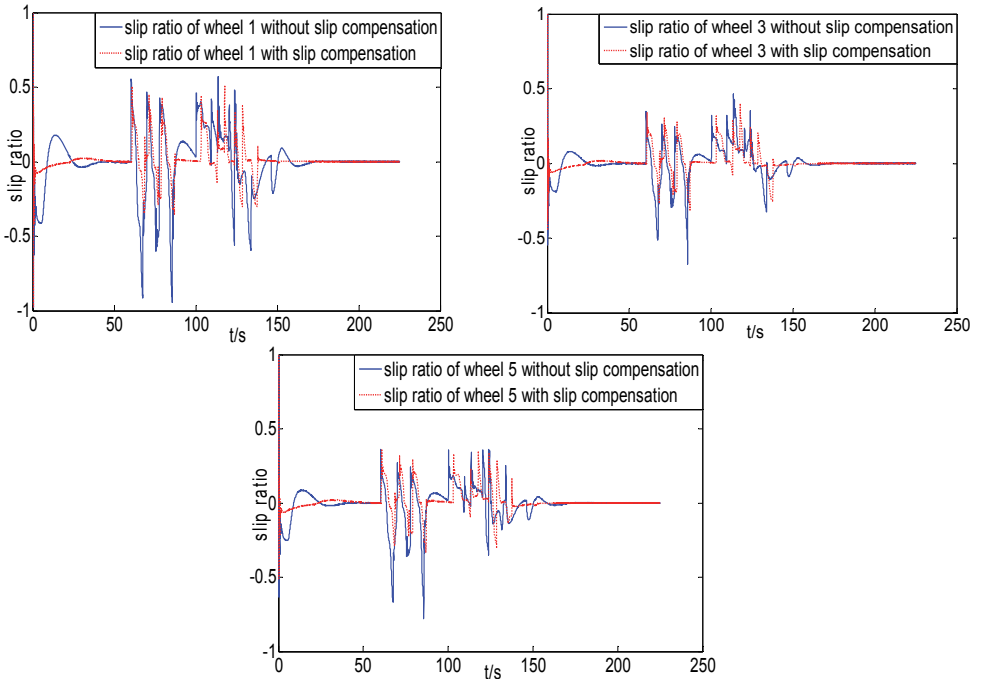 slip ratio of wheel 1 without slip compensation
slip ratio of wheel 1 with slip compensation
1
0.5
0
-0.5
-1
slip ratio
0 50 100 150 200 250
t/s
slip ratio of wheel 3 without slip compensation
slip ratio of wheel 3 with slip compensation
1
0.5
0
-0.5
-1
slip ratio
0 50 100 150 200 250
t/s
slip ratio of wheel 5 without slip compensation
slip ratio of wheel 5 with slip compensation
1
0.5
0
-0.5
-1
slip ratio
0 50 100 150 200 250
t/s